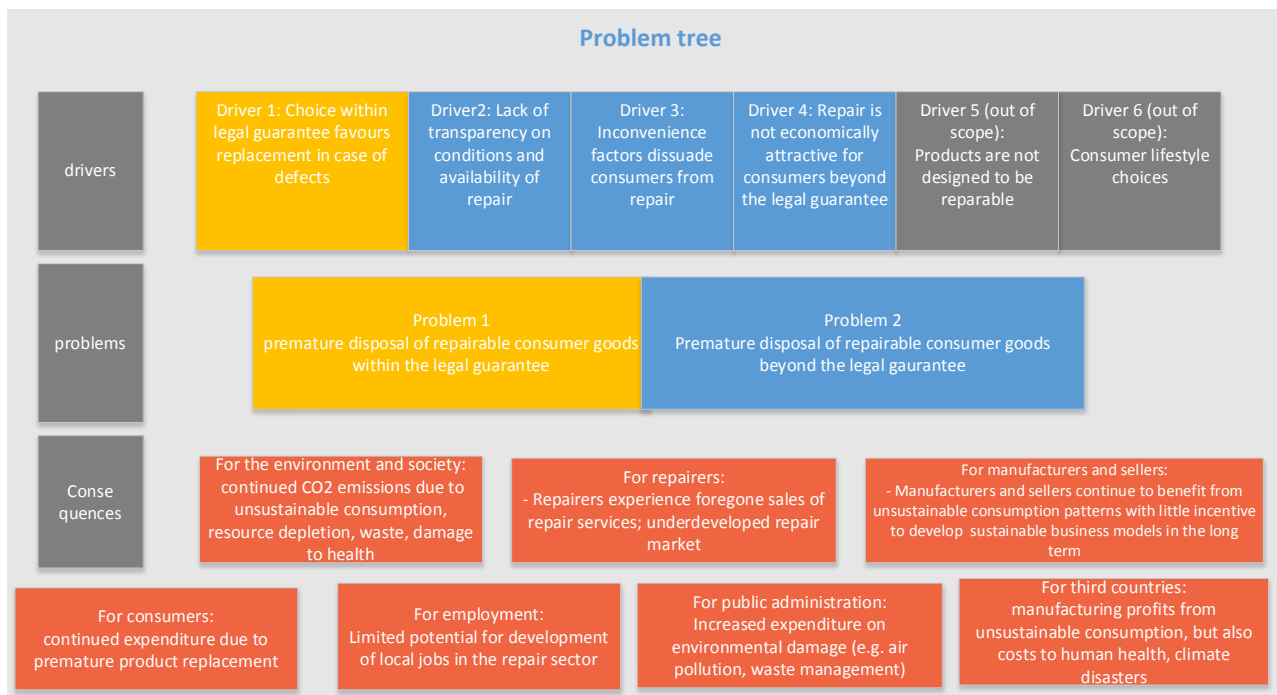 Problem tree
drivers
Driver 1: Choice within
legal guarantee favours
replacement in case of
defects
Driver2: Lack of
transparency on
conditions and
availability of
repair
Driver 3:
Inconvenience
factors dissuade
consumers from
repair
Driver 4: Repair is
not economically
attractive for
consumers beyond
the legal guarantee
Driver 5 (out of
scope):
Products are not
designed to be
reparable
Driver 6 (out of
scope):
Consumer lifestyle
choices
problems
Problem 1
premature disposal of repairable consumer goods
within the legal guarantee
Problem 2
Premature disposal of repairable consumer goods
beyond the legal gaurantee
Conse
quences
For the environment and society:
continued CO2 emissions due to
unsustainable consumption,
resource depletion, waste, damage
to health
For repairers:
- Repairers experience foregone sales of
repair services; underdeveloped repair
market
For manufacturers and sellers:
- Manufacturers and sellers continue to benefit from
unsustainable consumption patterns with little incentive
to develop sustainable business models in the long
term
For consumers:
continued expenditure due to
premature product replacement
For employment:
Limited potential for development
of local jobs in the repair sector
For public administration:
Increased expenditure on
environmental damage (e.g. air
pollution, waste management)
For third countries:
manufacturing profits from
unsustainable consumption, but also
costs to human health, climate
disasters